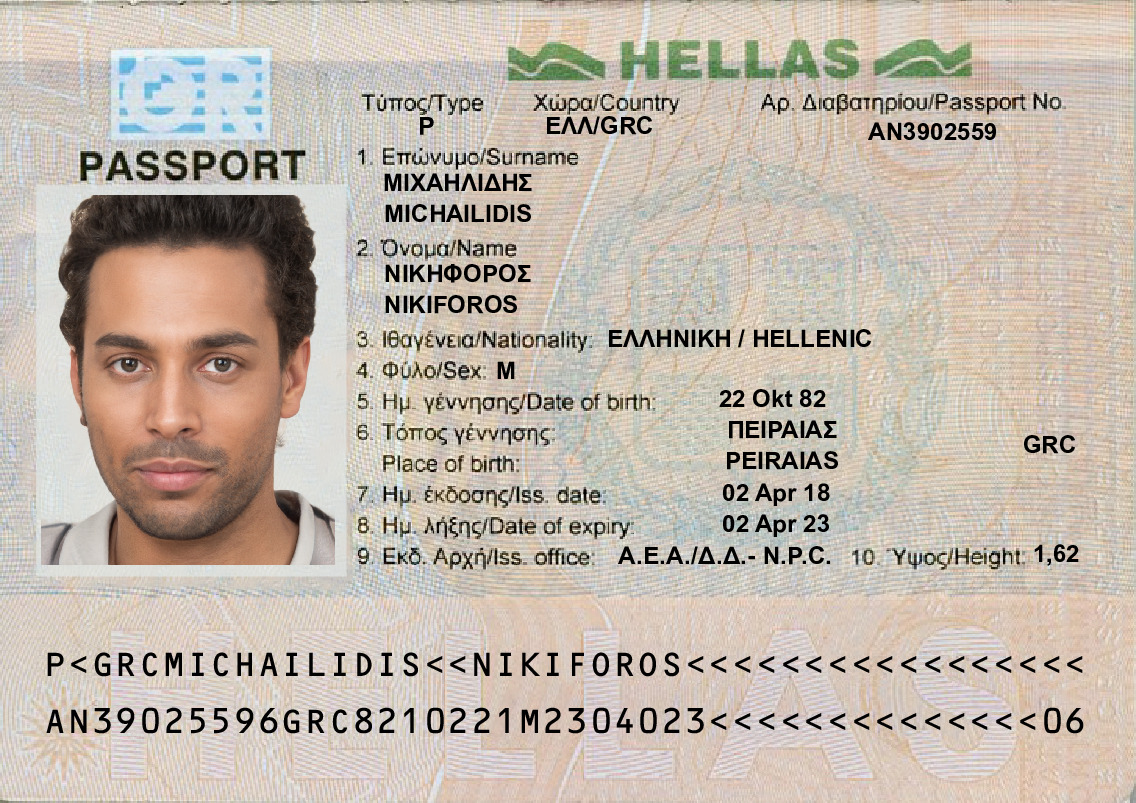 GR
HELLAS
PASSPORT
Τύπος/Type Χώρα/Country Αρ. Διαβατηρίου/Passport No.
P ΕΛΛ/GRC AN3902559
1. Επώνυμο/Surname
ΜΙΧΑΗΛΙΔΗΣ
MICHAILIDIS
2. Όνομα/Name
ΝΙΚΗΦΟΡΟΣ
NIKIFOROS
3. Ιθαγένεια/Nationality: ΕΛΛΗΝΙΚΗ / HELLENIC
4. Φύλο/Sex: M
5. Ημ. γέννησης/Date of birth: 22 Okt 82
6. Τόπος γέννησης: ΠΕΙΡΑΙΑΣ
Place of birth: PEIRAIAS GRC
7. Ημ. έκδοσης/Iss. date: 02 Apr 18
8. Ημ. λήξης/Date of expiry: 02 Apr 23
9. Εκδ. Αρχή/Iss. office: Α.Ε.Α./Δ.Δ.- N.P.C. 10. Ύψος/Height: 1,62
HELLAS
P<GRCMICHAILIDIS<<NIKIFOROS<<<<<<<<<<<<<<<<<
AN39025596GRC8210221M2304023<<<<<<<<<<<<<<06